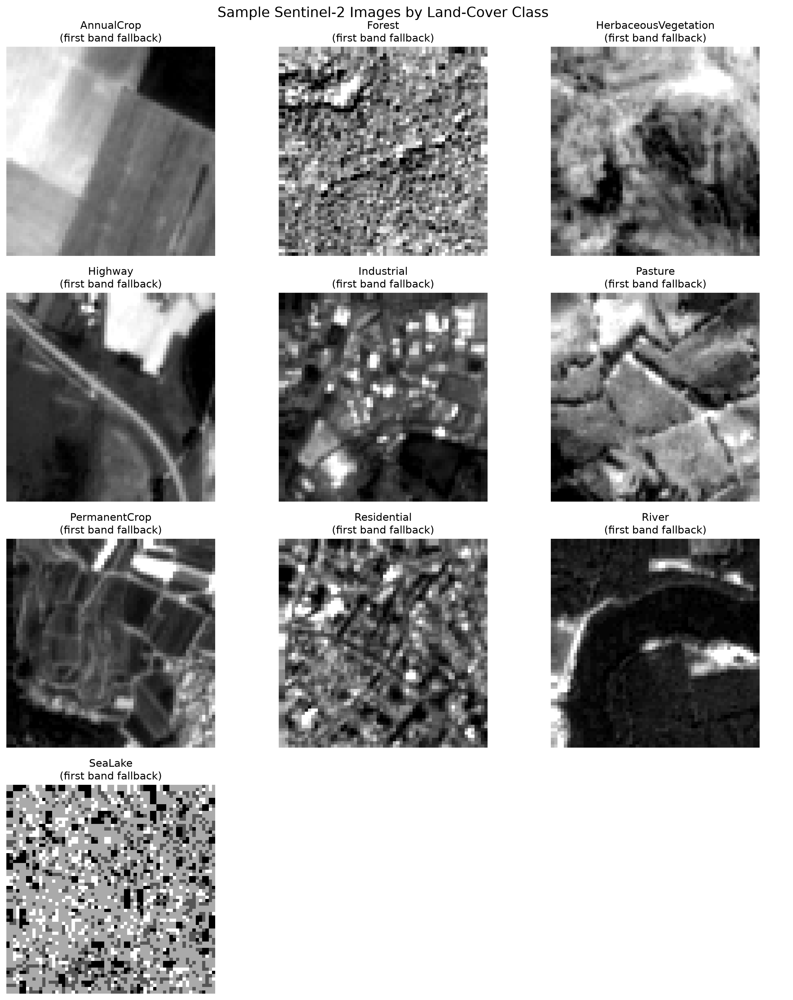 Sample Sentinel-2 Images by Land-Cover Class
AnnualCrop
(first band fallback)
Forest
(first band fallback)
HerbaceousVegetation
(first band fallback)
Highway
(first band fallback)
Industrial
(first band fallback)
Pasture
(first band fallback)
PermanentCrop
(first band fallback)
Residential
(first band fallback)
River
(first band fallback)
SeaLake
(first band fallback)